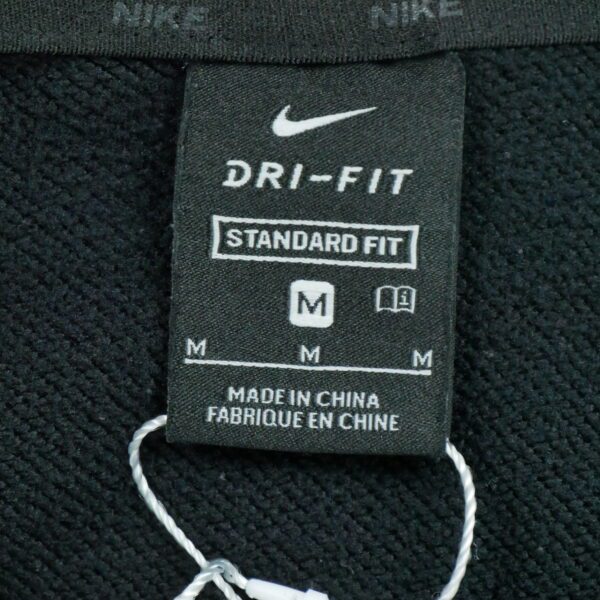 NIKE NIKE
DRI-FIT
STANDARD FIT
M i
M M M
MADE IN CHINA
FABRIQUE EN CHINE